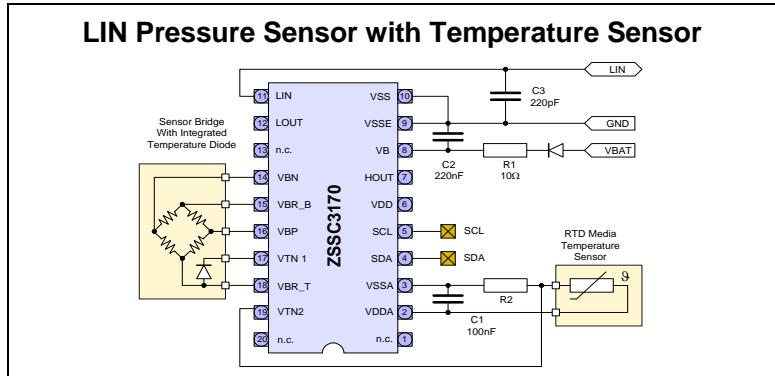 LIN Pressure Sensor with Temperature Sensor
LIN
C3
220pF
Sensor Bridge
With Integrated
Temperature Diode
11 LIN VSS 10
12 LOUT VSSE 9 GND
13 n.c. VB 8 VBAT
C2
220nF
R1
10Ω
14 VBN HOUT 7
15 VBR_B VDD 6
16 VBP SCL 5 SCL
17 VTN 1 SDA 4 SDA
18 VBR_T VSSA 3
19 VTN2 VDDA 2
20 n.c. n.c. 1
ZSSC3170
RTD Media
Temperature
Sensor
ϑ
R2
C1
100nF